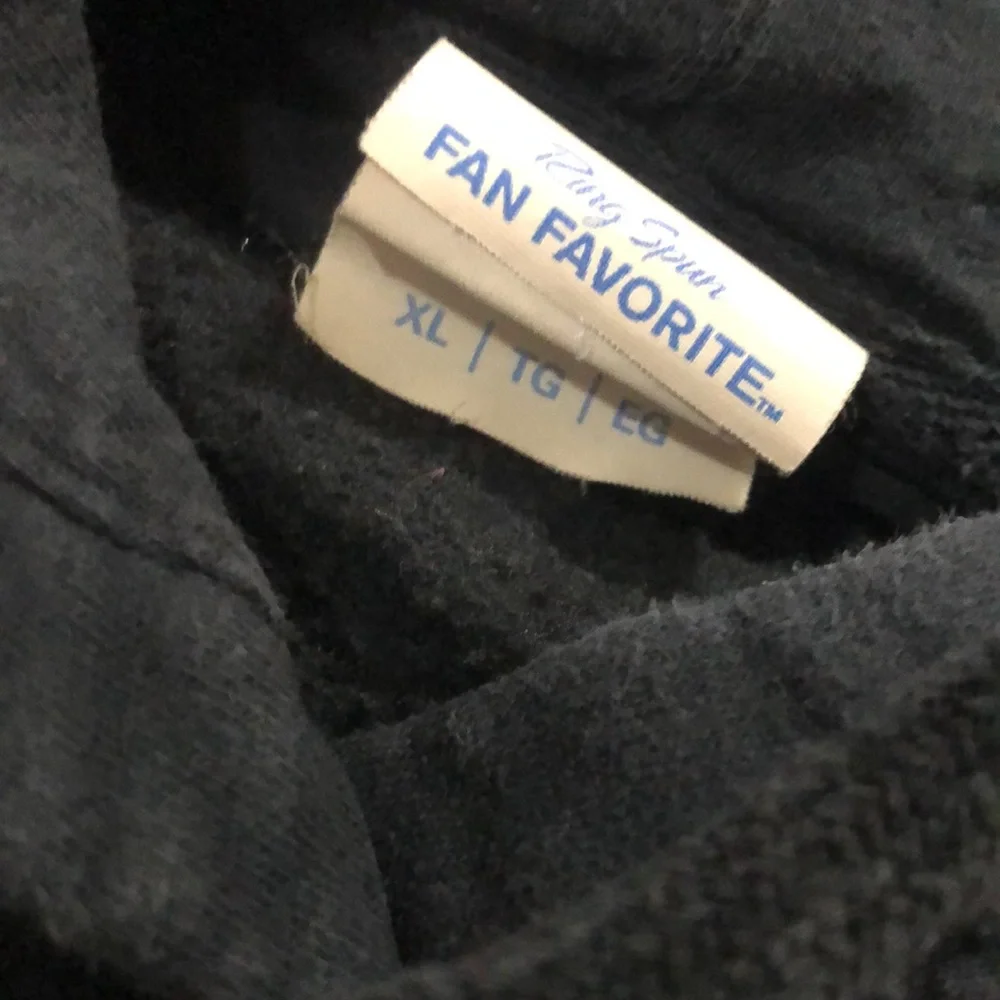 Ring Spun
FAN FAVORITE™
XL | TG | EG